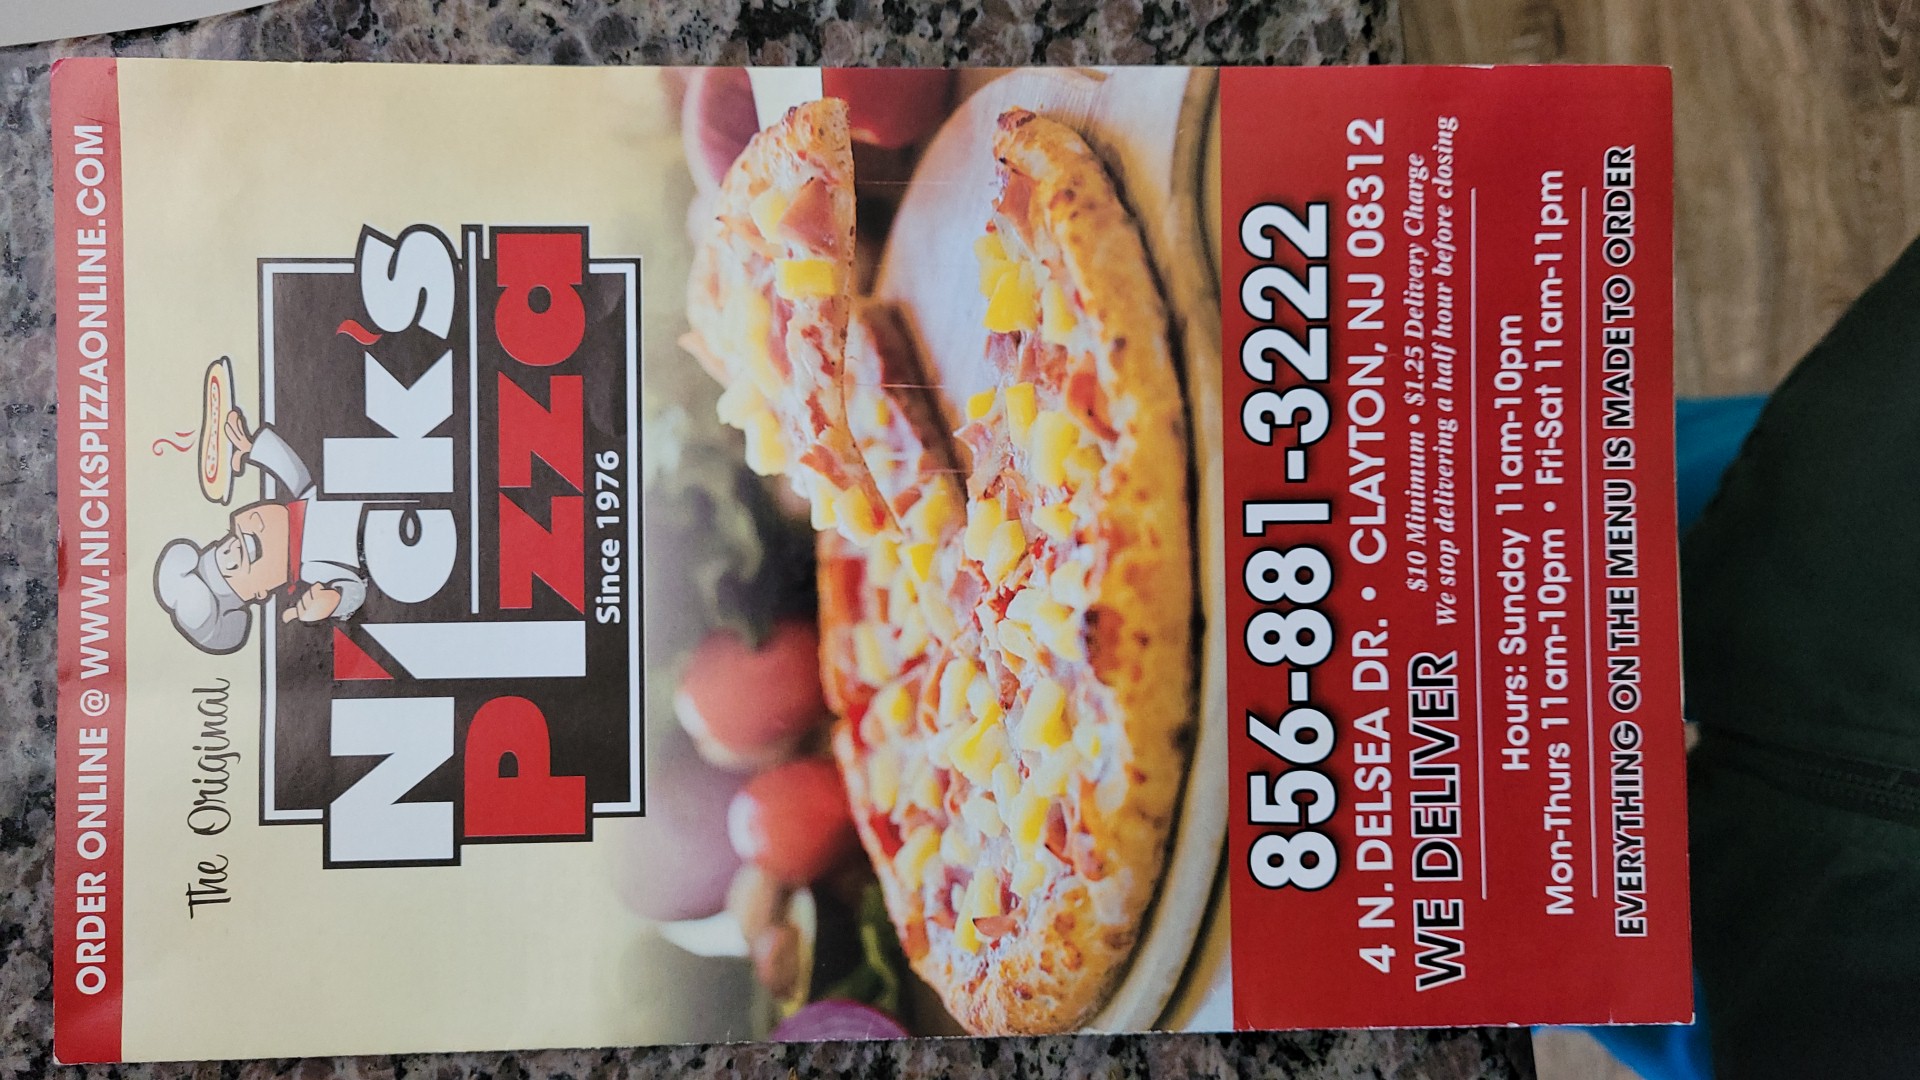 ORDER ONLINE @ WWW.NICKSPIZZAONLINE.COM
The Original
Nick's
Pizza
Since 1976
856-881-3222
4 N. DELSEA DR. • CLAYTON, NJ 08312
WE DELIVER
$10 Minimum • $1.25 Delivery Charge
We stop delivering a half hour before closing
Hours: Sunday 11am-10pm
Mon-Thurs 11am-10pm • Fri-Sat 11am-11pm
EVERYTHING ON THE MENU IS MADE TO ORDER